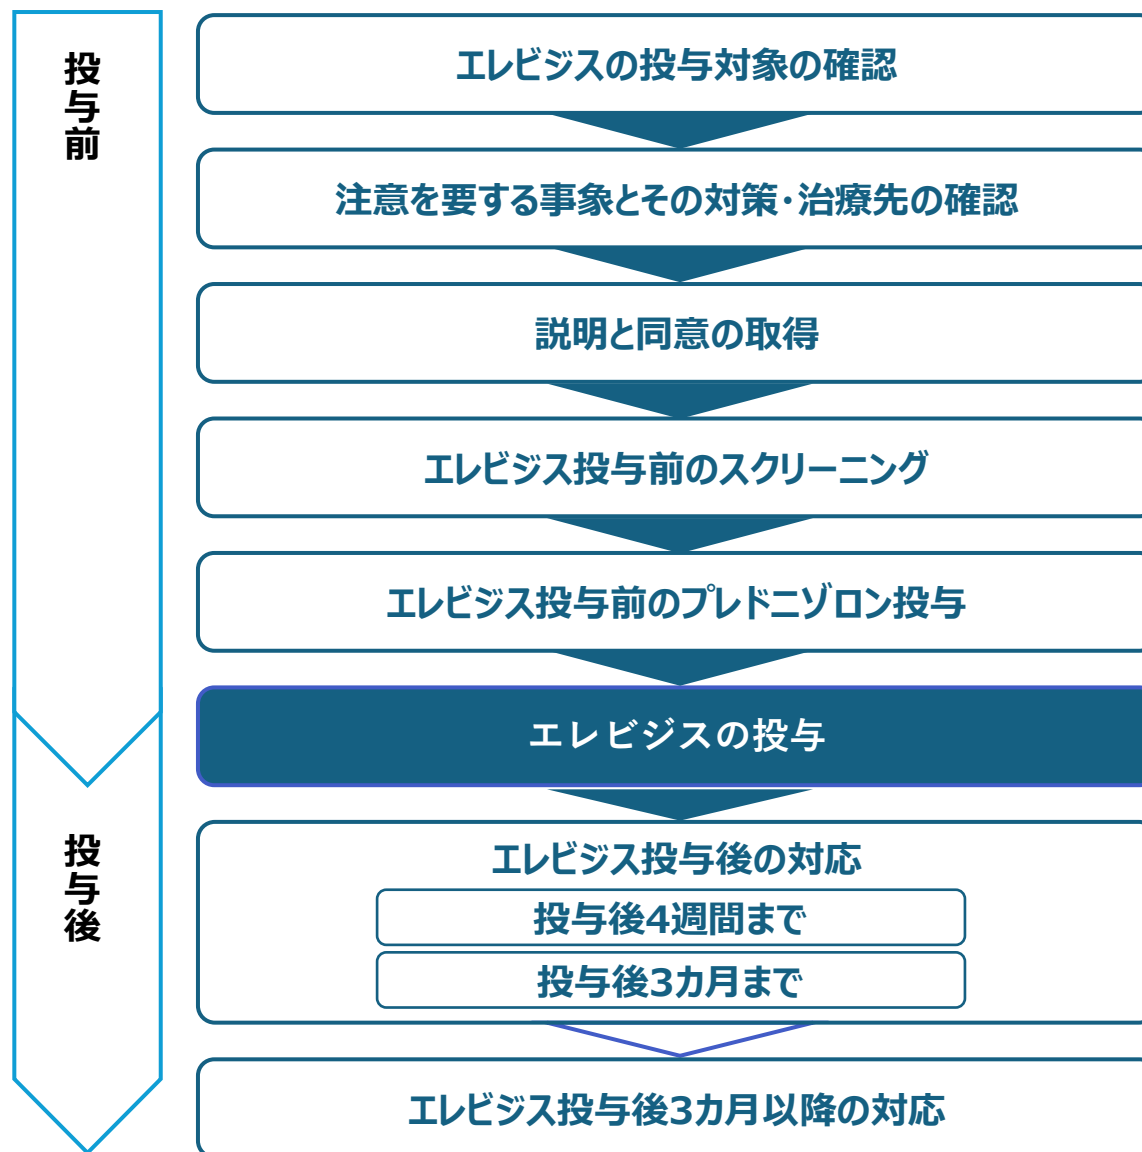 投与前
エレビジスの投与対象の確認
注意を要する事象とその対策・治療先の確認
説明と同意の取得
エレビジス投与前のスクリーニング
エレビジス投与前のプレドニゾロン投与
エレビジスの投与
投与後
エレビジス投与後の対応
投与後4週間まで
投与後3カ月まで
エレビジス投与後3カ月以降の対応